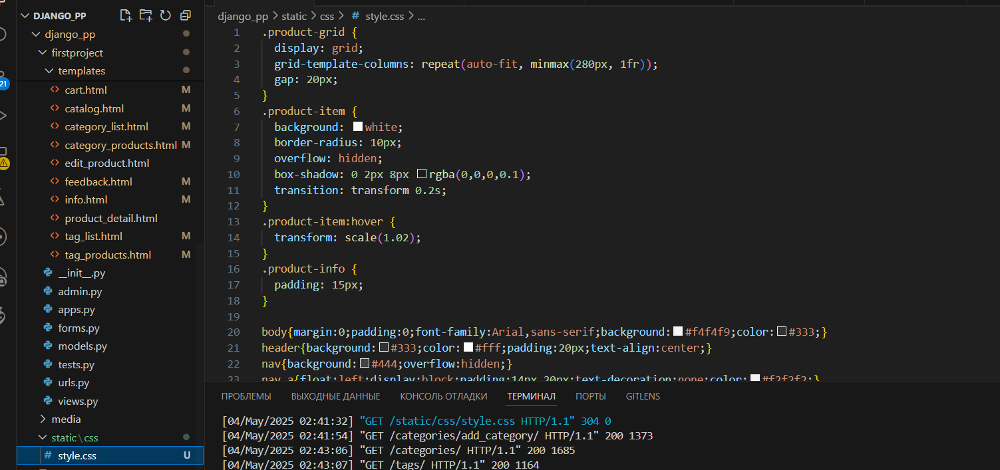 DJANGO_PP
django_pp
firstproject
templates
cart.html M
catalog.html M
category_list.html M
category_products.html M
edit_product.html
feedback.html M
info.html M
product_detail.html
tag_list.html M
tag_products.html M
__init__.py
admin.py
apps.py
forms.py
models.py
tests.py
urls.py
views.py
media
static\css
# style.css U
21
django_pp > static > css > # style.css > ...
1 .product-grid {
2 display: grid;
3 grid-template-columns: repeat(auto-fit, minmax(280px, 1fr));
4 gap: 20px;
5 }
6 .product-item {
7 background: white;
8 border-radius: 10px;
9 overflow: hidden;
10 box-shadow: 0 2px 8px rgba(0,0,0,0.1);
11 transition: transform 0.2s;
12 }
13 .product-item:hover {
14 transform: scale(1.02);
15 }
16 .product-info {
17 padding: 15px;
18 }
19
20 body{margin:0;padding:0;font-family:Arial,sans-serif;background:#f4f4f9;color:#333;}
21 header{background:#333;color:#fff;padding:20px;text-align:center;}
22 nav{background:#444;overflow:hidden;}
23 nav a{float:left;display:block;padding:14px 20px;text-decoration:none;color:#f2f2f2;}
ПРОБЛЕМЫ ВЫХОДНЫЕ ДАННЫЕ КОНСОЛЬ ОТЛАДКИ ТЕРМИНАЛ ПОРТЫ GITLENS
[04/May/2025 02:41:32] "GET /static/css/style.css HTTP/1.1" 304 0
[04/May/2025 02:41:54] "GET /categories/add_category/ HTTP/1.1" 200 1373
[04/May/2025 02:43:06] "GET /categories/ HTTP/1.1" 200 1685
[04/May/2025 02:43:07] "GET /tags/ HTTP/1.1" 200 1164